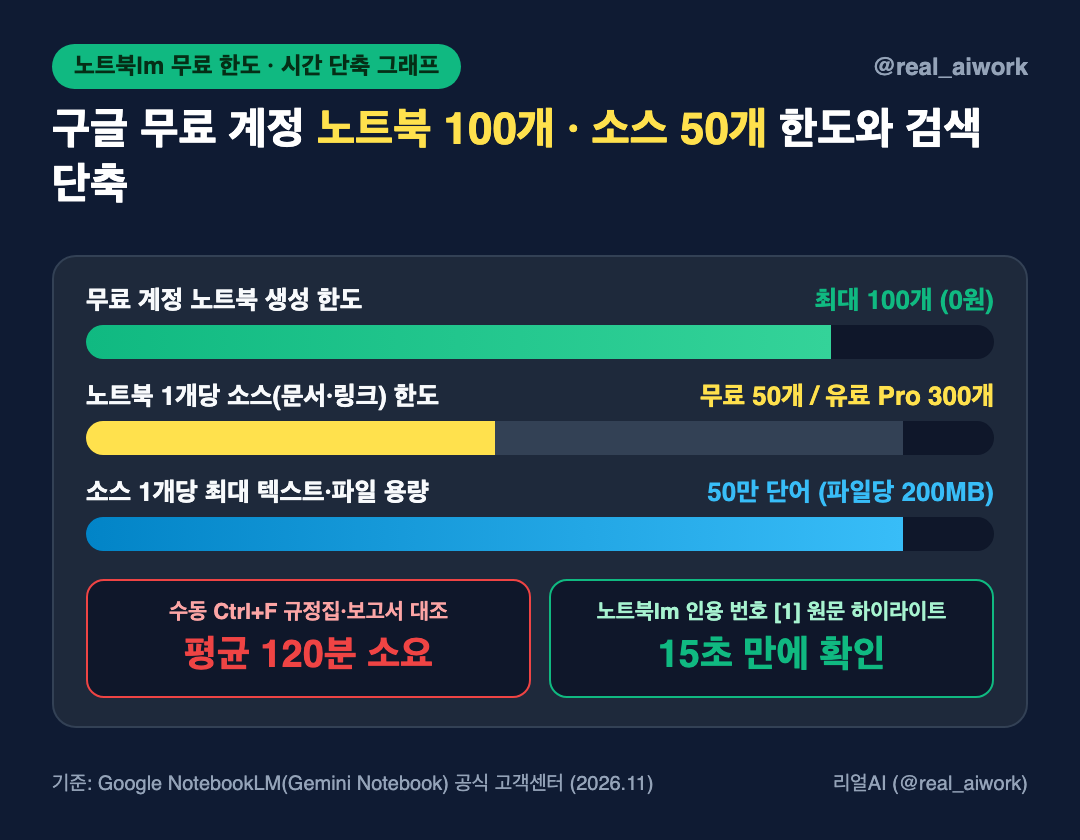 노트북lm 무료 한도 · 시간 단축 그래프
@real_aiwork
구글 무료 계정 노트북 100개 · 소스 50개 한도와 검색
단축
무료 계정 노트북 생성 한도
최대 100개 (0원)
노트북 1개당 소스(문서·링크) 한도
무료 50개 / 유료 Pro 300개
소스 1개당 최대 텍스트·파일 용량
50만 단어 (파일당 200MB)
수동 Ctrl+F 규정집·보고서 대조
평균 120분 소요
노트북lm 인용 번호 [1] 원문 하이라이트
15초 만에 확인
기준: Google NotebookLM(Gemini Notebook) 공식 고객센터 (2026.11)
리얼AI (@real_aiwork)